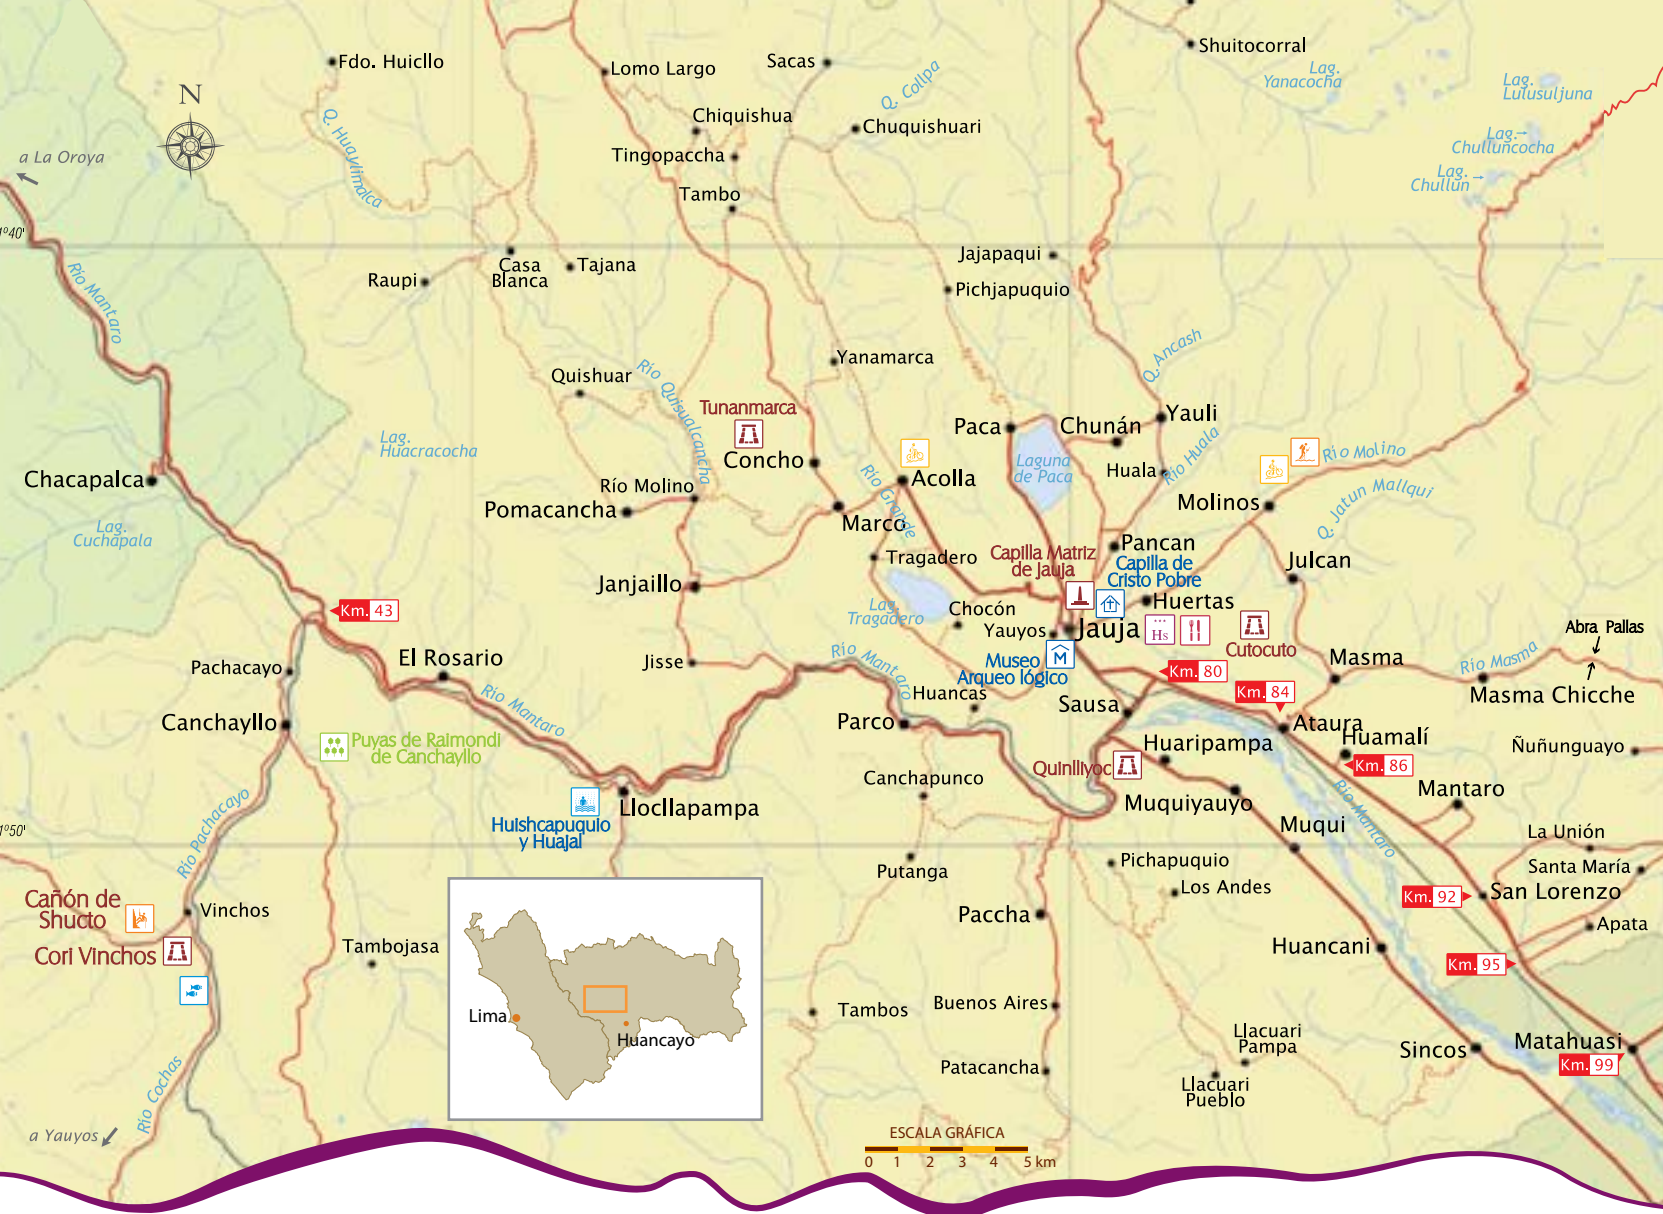 Fdo. Huicllo
Lomo Largo
Sacas
Shuitocorral
Lag.
Yanacocha
Lag.
Lulusuljuna
N
Q. Collpa
Chiquishua
Chuquishuari
Q. Huaylimalca
Lag.→
Chulluncocha
a La Oroya
Tingopaccha
Lag. →
Chullun
Tambo
1º40'
Jajapaqui
Casa
Blanca
Tajana
Raupi
Pichjapuquio
Río Mantaro
Yanamarca
Q. Ancash
Quishuar
Río Quisualcancha
Tunanmarca
Paca
Chunán
Yauli
Lag.
Huacracocha
Concho
Laguna
de Paca
Huala
Río Huala
Río Molino
Chacapalca
Río Molino
Acolla
Río Grande
Molinos
Q. Jatun Mallqui
Pomacancha
Marco
Lag.
Cuchapala
Tragadero
Capilla Matriz
de Jauja
Pancan
Capilla de
Cristo Pobre
Julcan
Janjaillo
Lag.
Tragadero
Chocón
Huertas
Km. 43
Yauyos
Jauja
Hs
Cutocuto
Abra Pallas
Pachacayo
El Rosario
Jisse
Río Mantaro
Museo
Arqueo lógico
Km. 80
Masma
Río Masma
Masma Chicche
Huancas
Km. 84
Río Mantaro
Canchayllo
Parco
Sausa
Ataura
Huamalí
Puyas de Raimondi
de Canchayllo
Huaripampa
Ñuñunguayo
Quinlliyoc
Km. 86
Canchapunco
Mantaro
Llocllapampa
Muquiyauyo
Río Mantaro
Huishcapuquio
y Huajal
Muqui
1º50'
Río Pachacayo
La Unión
Putanga
Pichapuquio
Santa María
Los Andes
Km. 92
San Lorenzo
Cañón de
Shucto
Vinchos
Paccha
Apata
Cori Vinchos
Tambojasa
Huancani
Km. 95
Lima
Huancayo
Tambos
Buenos Aires
Llacuari
Pampa
Sincos
Matahuasi
Km. 99
Patacancha
Llacuari
Pueblo
Río Cochas
a Yauyos
ESCALA GRÁFICA
0 1 2 3 4 5 km